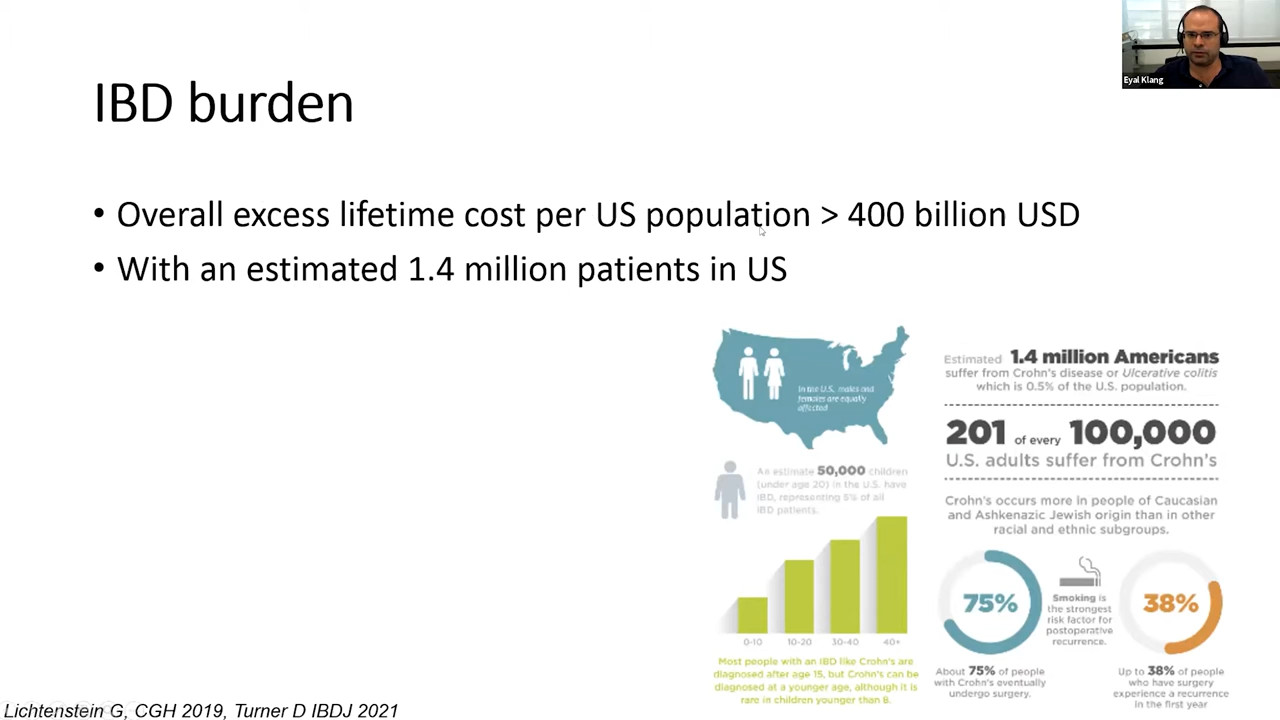 Eyal Klang
IBD burden
• Overall excess lifetime cost per US population > 400 billion USD
• With an estimated 1.4 million patients in US
In the U.S. males and
females are equally
affected
An estimate 50,000 children
(under age 20) in the U.S. have
IBD, representing 5% of all
IBD patients.
0-10 10-20 30-40 40+
Most people with an IBD like Crohn's are
diagnosed after age 15, but Crohn's can be
diagnosed at a younger age, although it is
rare in children younger than 8.
Estimated 1.4 million Americans
suffer from Crohn's disease or Ulcerative colitis
which is 0.5% of the U.S. population.
201 of every 100,000
U.S. adults suffer from Crohn's
Crohn's occurs more in people of Caucasian
and Ashkenazic Jewish origin than in other
racial and ethnic subgroups.
75%
About 75% of people
with Crohn's eventually
undergo surgery.
Smoking is
the strongest
risk factor for
postoperative
recurrence.
38%
Up to 38% of people
who have surgery
experience a recurrence
in the first year
Lichtenstein G, CGH 2019, Turner D IBDJ 2021